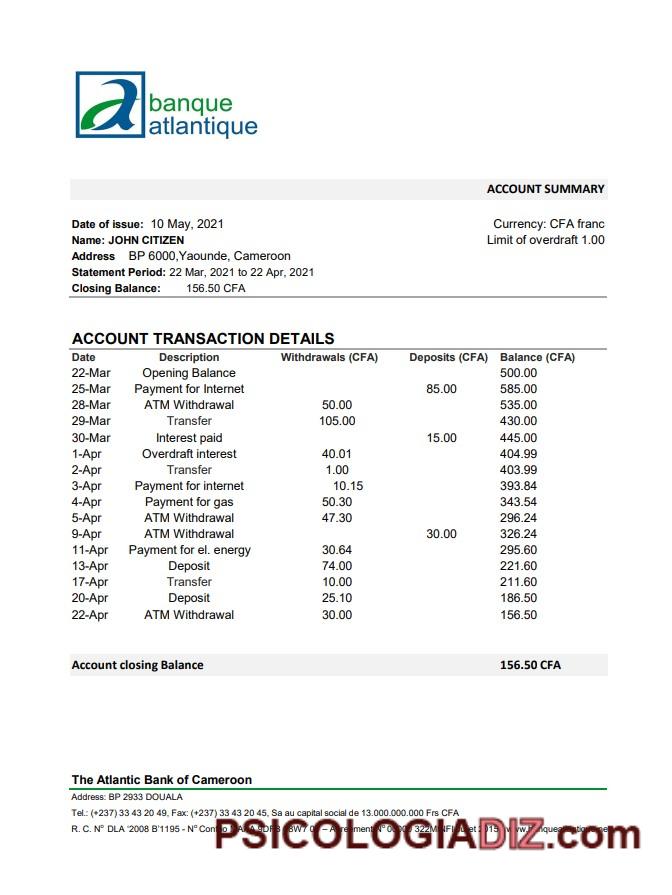 banque
atlantique
ACCOUNT SUMMARY
Date of issue: 10 May, 2021 Currency: CFA franc
Name: JOHN CITIZEN Limit of overdraft 1.00
Address BP 6000,Yaounde, Cameroon
Statement Period: 22 Mar, 2021 to 22 Apr, 2021
Closing Balance: 156.50 CFA
ACCOUNT TRANSACTION DETAILS
Date Description Withdrawals (CFA) Deposits (CFA) Balance (CFA)
22-Mar Opening Balance 500.00
25-Mar Payment for Internet 85.00 585.00
28-Mar ATM Withdrawal 50.00 535.00
29-Mar Transfer 105.00 430.00
30-Mar Interest paid 15.00 445.00
1-Apr Overdraft interest 40.01 404.99
2-Apr Transfer 1.00 403.99
3-Apr Payment for internet 10.15 393.84
4-Apr Payment for gas 50.30 343.54
5-Apr ATM Withdrawal 47.30 296.24
9-Apr ATM Withdrawal 30.00 326.24
11-Apr Payment for el. energy 30.64 295.60
13-Apr Deposit 74.00 221.60
17-Apr Transfer 10.00 211.60
20-Apr Deposit 25.10 186.50
22-Apr ATM Withdrawal 30.00 156.50
Account closing Balance 156.50 CFA
The Atlantic Bank of Cameroon
Address: BP 2933 DOUALA
Tel.: (+237) 33 43 20 49, Fax: (+237) 33 43 20 45, Sa au capital social de 13.000.000.000 Frs CFA
R. C. N° DLA '2008 B'1195 - N°
PSICOLOGIADIZ.com